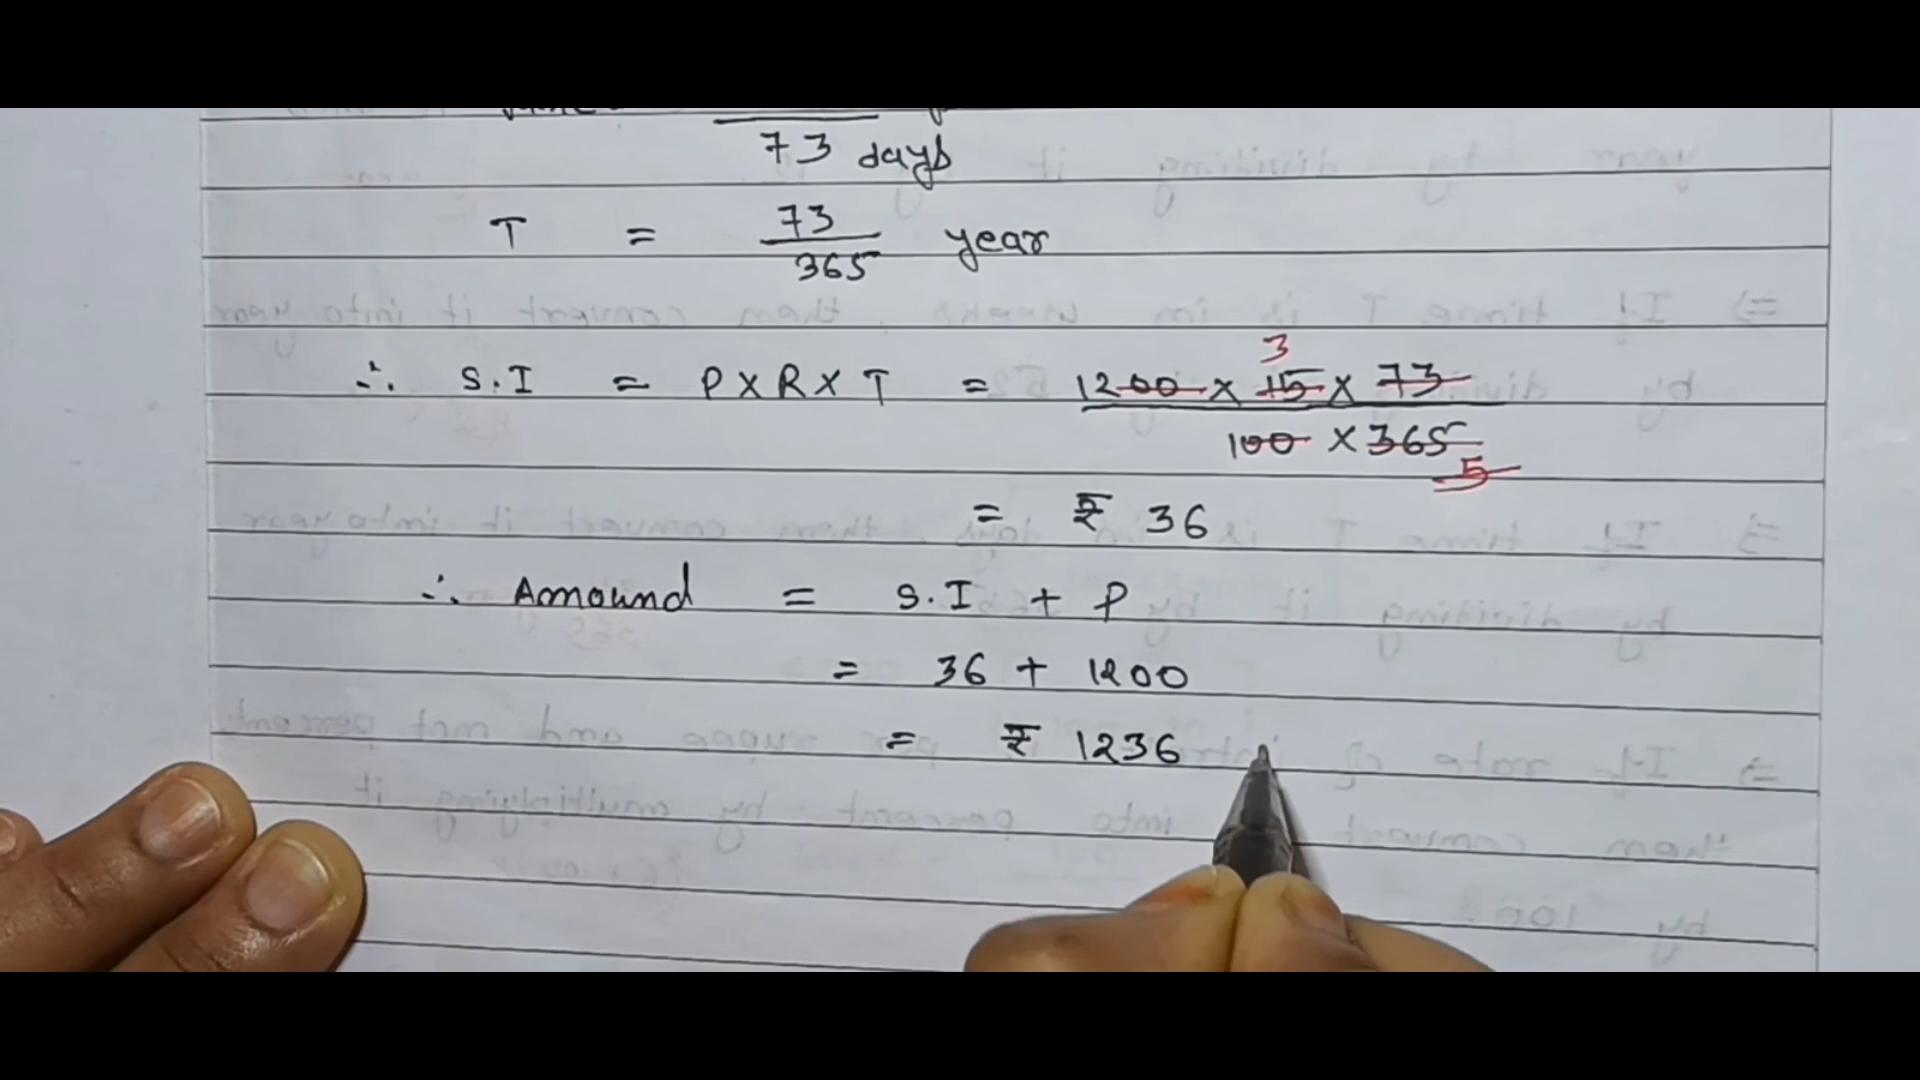 73 days
T = 73/365 year
∴ S.I = P X R X T = 1200 X 15 X 73 / 100 X 365
3
5
= ₹ 36
∴ Amound = S.I + P
= 36 + 1200
= ₹ 1236